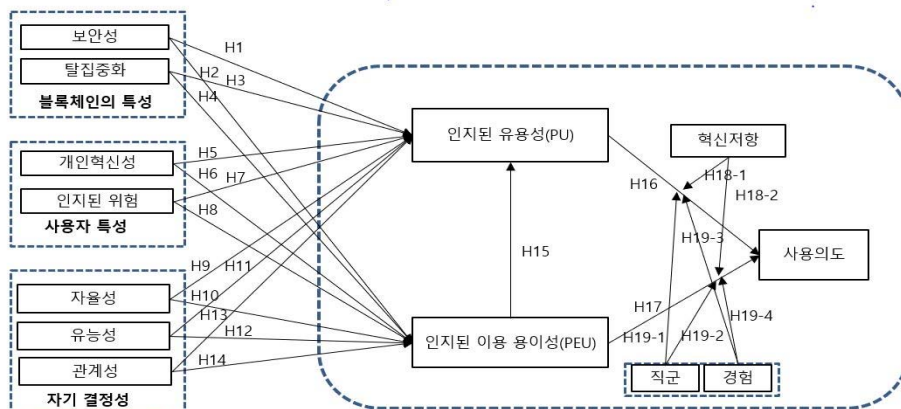 보안성
탈집중화
블록체인의 특성
개인혁신성
인지된 위험
사용자 특성
자율성
유능성
관계성
자기 결정성
H1
H2
H3
H4
H5
H6
H7
H8
H9
H11
H10
H13
H12
H14
인지된 유용성(PU)
H15
인지된 이용 용이성(PEU)
혁신저항
H16
H18-1
H18-2
H19-3
사용의도
H17
H19-1
H19-2
H19-4
직군
경험